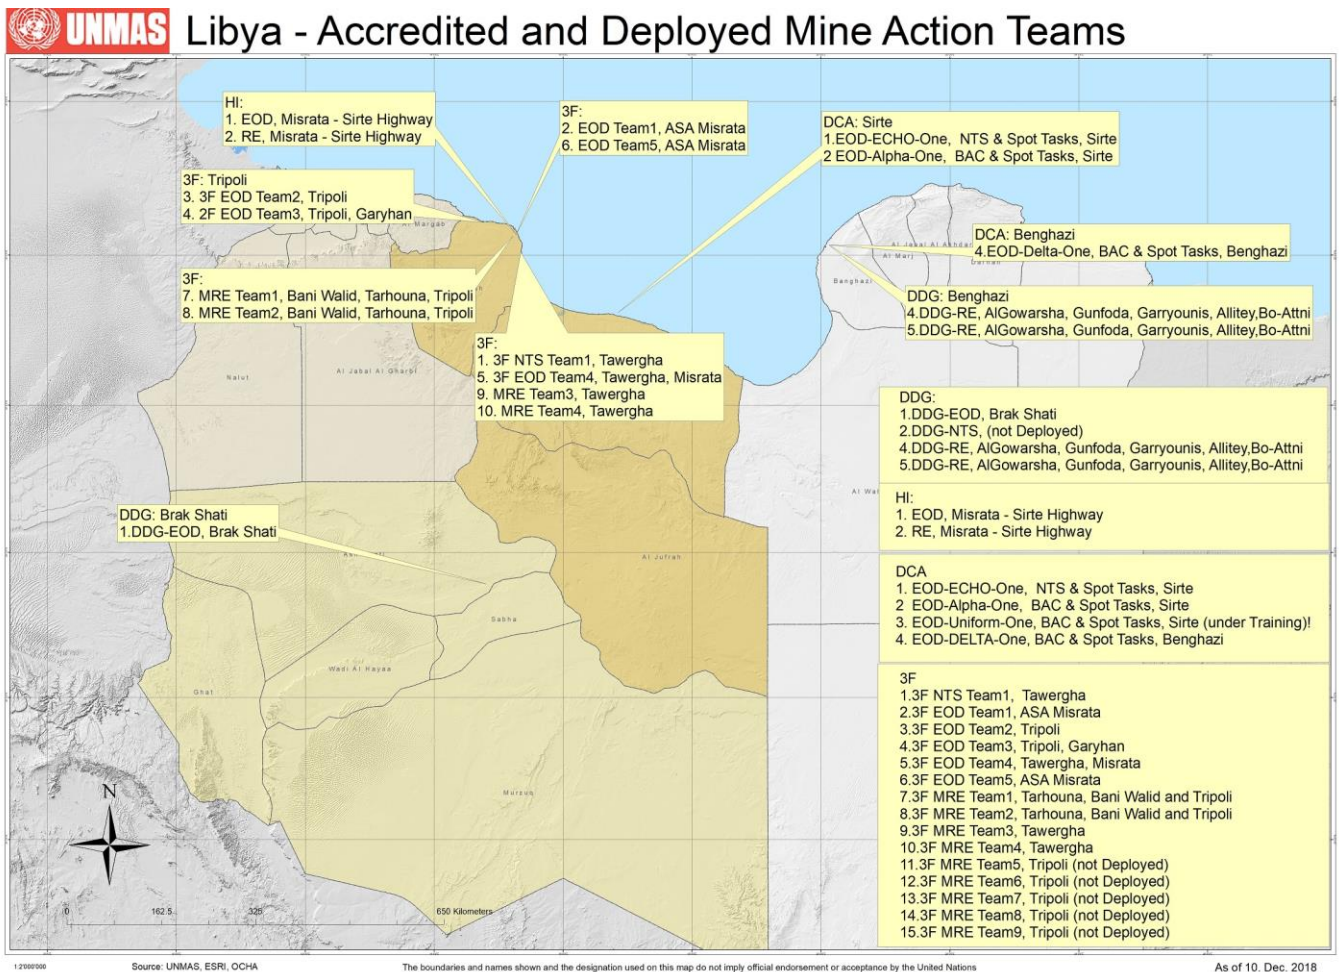 UNMAS
Libya - Accredited and Deployed Mine Action Teams
HI:
1. EOD, Misrata - Sirte Highway
2. RE, Misrata - Sirte Highway
3F:
2. EOD Team1, ASA Misrata
6. EOD Team5, ASA Misrata
DCA: Sirte
1.EOD-ECHO-One, NTS & Spot Tasks, Sirte
2 EOD-Alpha-One, BAC & Spot Tasks, Sirte
3F: Tripoli
3. 3F EOD Team2, Tripoli
4. 2F EOD Team3, Tripoli, Garyhan
Al Margab
DCA: Benghazi
4.EOD-Delta-One, BAC & Spot Tasks, Benghazi
Al Jabal Al Akhdar
Al Marj
Darnah
Banghazi
3F:
7. MRE Team1, Bani Walid, Tarhouna, Tripoli
8. MRE Team2, Bani Walid, Tarhouna, Tripoli
DDG: Benghazi
4.DDG-RE, AlGowarsha, Gunfoda, Garryounis, Allitey,Bo-Attni
5.DDG-RE, AlGowarsha, Gunfoda, Garryounis, Allitey,Bo-Attni
3F:
1. 3F NTS Team1, Tawergha
5. 3F EOD Team4, Tawergha, Misrata
9. MRE Team3, Tawergha
10. MRE Team4, Tawergha
Nalut
Al Jabal Al Gharbi
DDG:
1.DDG-EOD, Brak Shati
2.DDG-NTS, (not Deployed)
4.DDG-RE, AlGowarsha, Gunfoda, Garryounis, Allitey,Bo-Attni
5.DDG-RE, AlGowarsha, Gunfoda, Garryounis, Allitey,Bo-Attni
Al
HI:
1. EOD, Misrata - Sirte Highway
2. RE, Misrata - Sirte Highway
DDG: Brak Shati
1.DDG-EOD, Brak Shati
Al Jufrah
DCA
1. EOD-ECHO-One, NTS & Spot Tasks, Sirte
2 EOD-Alpha-One, BAC & Spot Tasks, Sirte
3. EOD-Uniform-One, BAC & Spot Tasks, Sirte (under Training)!
4. EOD-DELTA-One, BAC & Spot Tasks, Benghazi
Sabha
Wadi Al Hayaa
Ghat
Murzuq
3F
1.3F NTS Team1, Tawergha
2.3F EOD Team1, ASA Misrata
3.3F EOD Team2, Tripoli
4.3F EOD Team3, Tripoli, Garyhan
5.3F EOD Team4, Tawergha, Misrata
6.3F EOD Team5, ASA Misrata
7.3F MRE Team1, Tarhouna, Bani Walid and Tripoli
8.3F MRE Team2, Tarhouna, Bani Walid and Tripoli
9.3F MRE Team3, Tawergha
10.3F MRE Team4, Tawergha
11.3F MRE Team5, Tripoli (not Deployed)
12.3F MRE Team6, Tripoli (not Deployed)
13.3F MRE Team7, Tripoli (not Deployed)
14.3F MRE Team8, Tripoli (not Deployed)
15.3F MRE Team9, Tripoli (not Deployed)
N
0 162.5 325 650 Kilometers
1:2'000'000
Source: UNMAS, ESRI, OCHA
The boundaries and names shown and the designation used on this map do not imply official endorsement or acceptance by the United Nations
As of 10. Dec. 2018